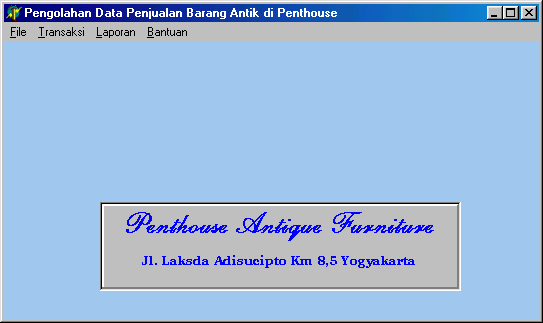 Pengolahan Data Penjualan Barang Antik di Penthouse
File Transaksi Laporan Bantuan
Penthouse Antique Furniture
Jl. Laksda Adisucipto Km 8,5 Yogyakarta